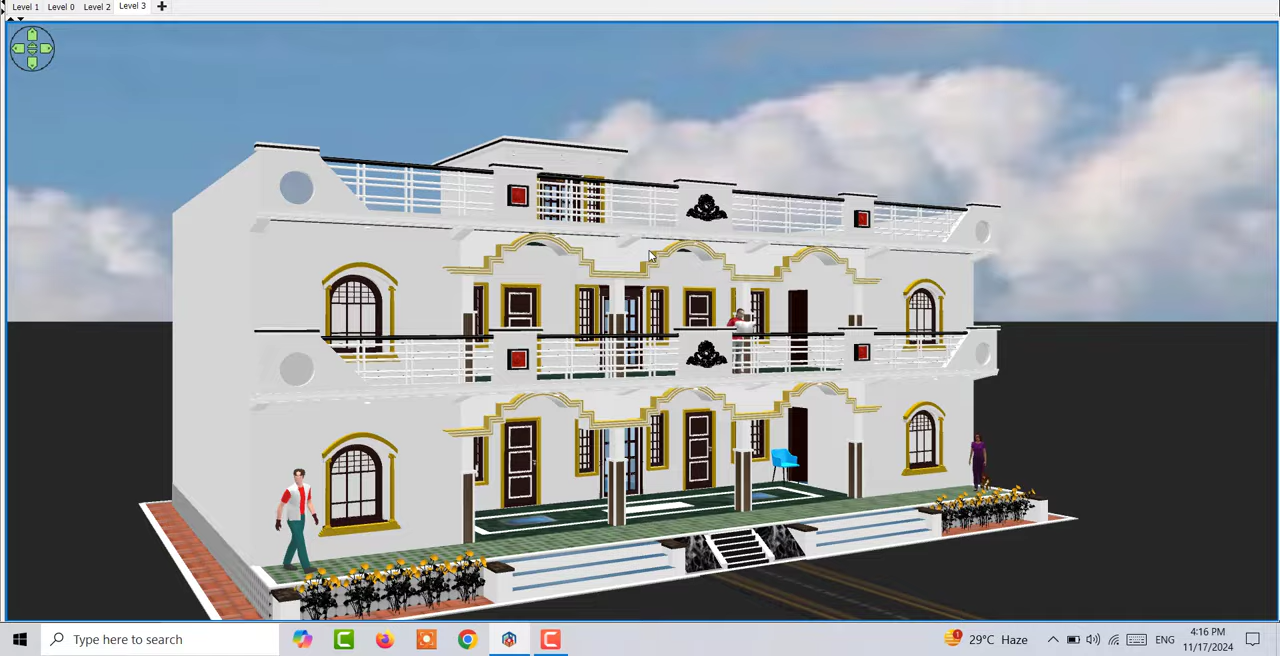 Level 1 Level 0 Level 2 Level 3
Type here to search
1
29°C Haze
ENG
4:16 PM
11/17/2024